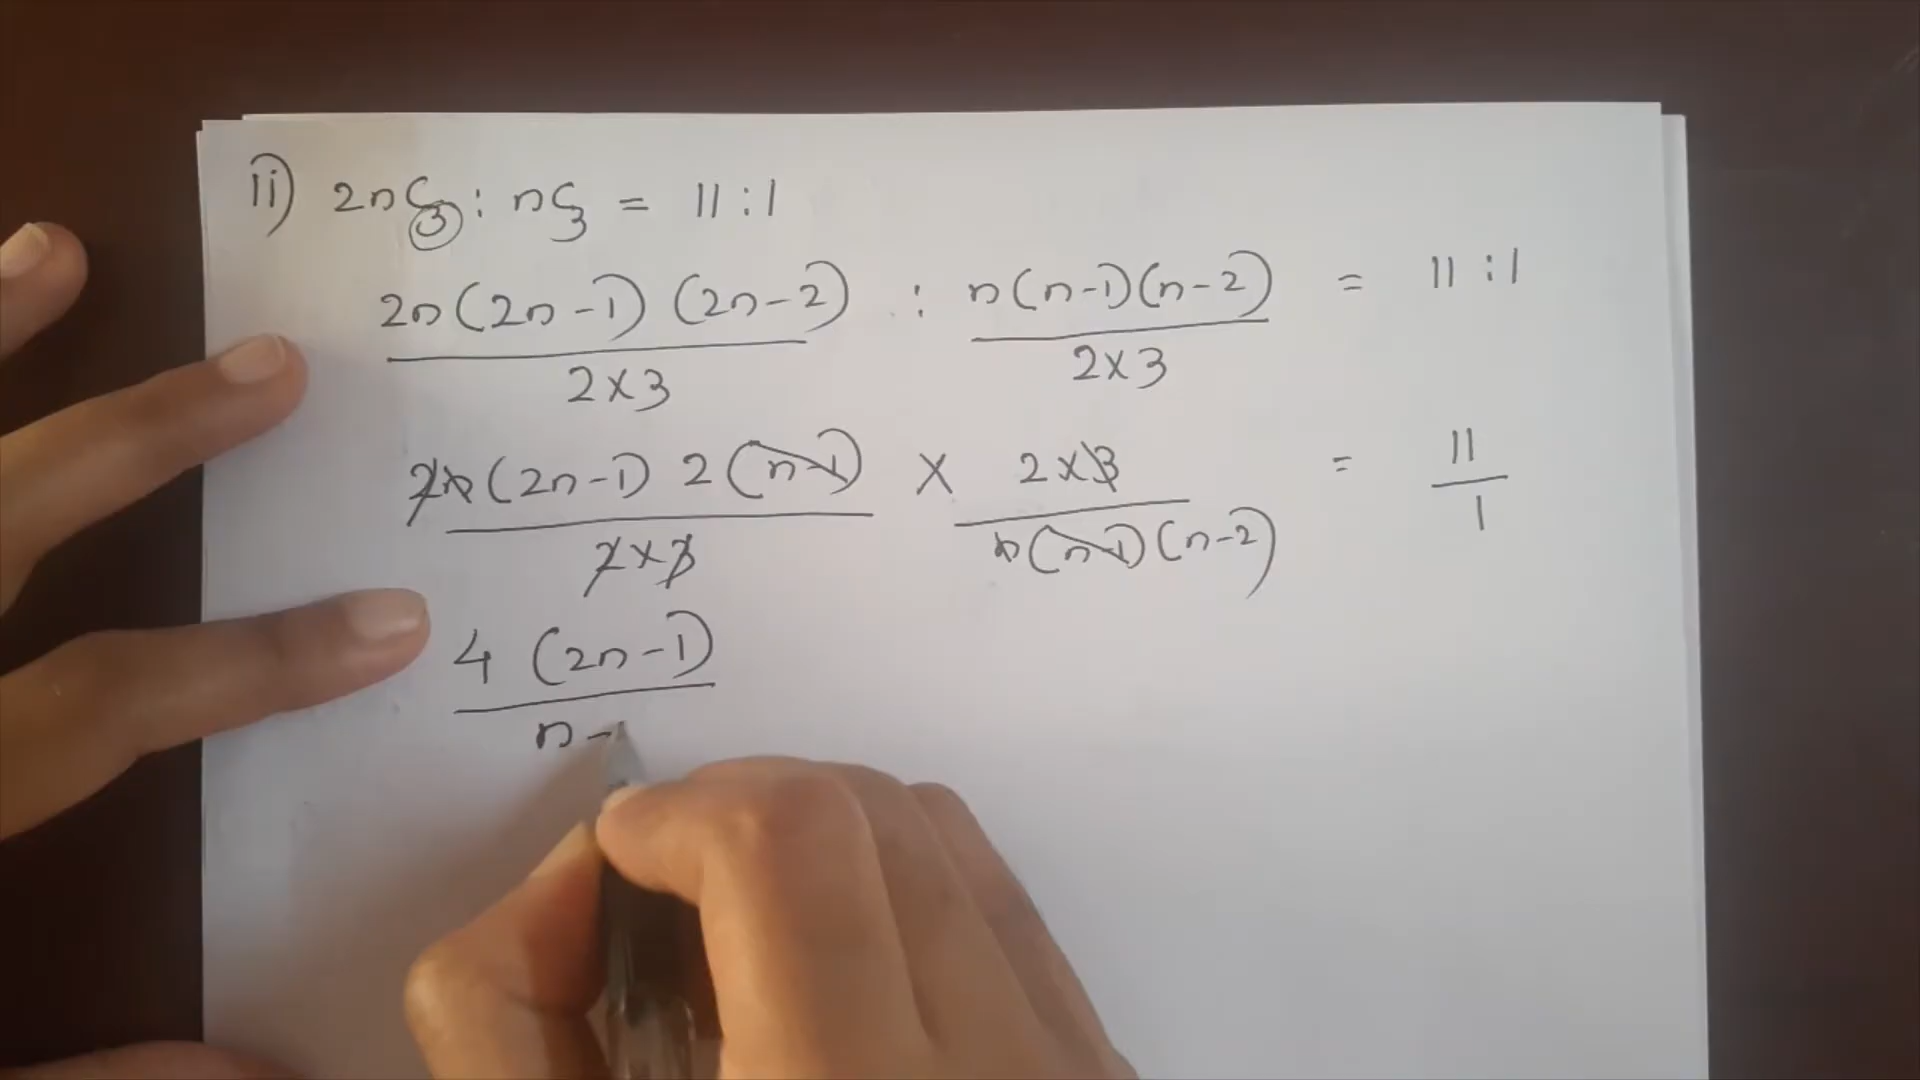 ii) 2nC3 : nC3 = 11 : 1
2n(2n-1)(2n-2) : n(n-1)(n-2) = 11 : 1
2×3 2×3
2n(2n-1) 2(n-1) × 2×3 = 11
2×3 n(n-1)(n-2) 1
4 (2n-1)
n-